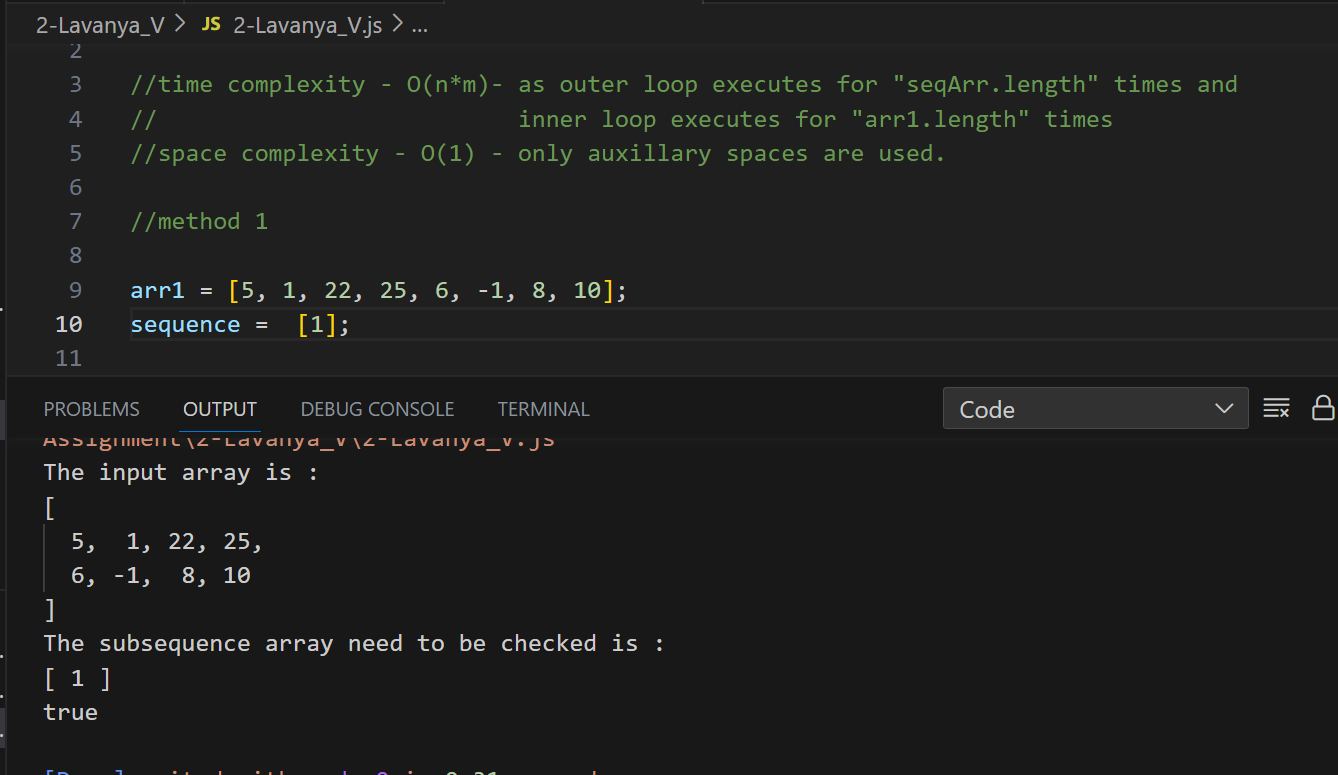 2-Lavanya_V > JS 2-Lavanya_V.js > ...
2
3 //time complexity - O(n*m)- as outer loop executes for "seqArr.length" times and
4 // inner loop executes for "arr1.length" times
5 //space complexity - O(1) - only auxillary spaces are used.
6
7 //method 1
8
9 arr1 = [5, 1, 22, 25, 6, -1, 8, 10];
10 sequence = [1];
11
PROBLEMS OUTPUT DEBUG CONSOLE TERMINAL Code
Assignment\2-Lavanya_V\2-Lavanya_V.js
The input array is :
[
5, 1, 22, 25,
6, -1, 8, 10
]
The subsequence array need to be checked is :
[ 1 ]
true